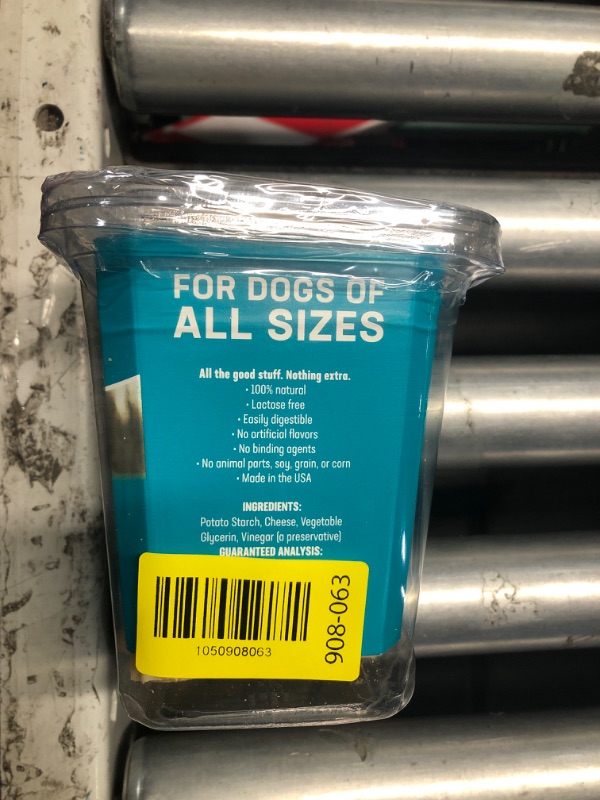 FOR DOGS OF
ALL SIZES
All the good stuff. Nothing extra.
• 100% natural
• Lactose free
• Easily digestible
• No artificial flavors
• No binding agents
• No animal parts, soy, grain, or corn
• Made in the USA
INGREDIENTS:
Potato Starch, Cheese, Vegetable
Glycerin, Vinegar (a preservative)
GUARANTEED ANALYSIS:
1050908063
908-063